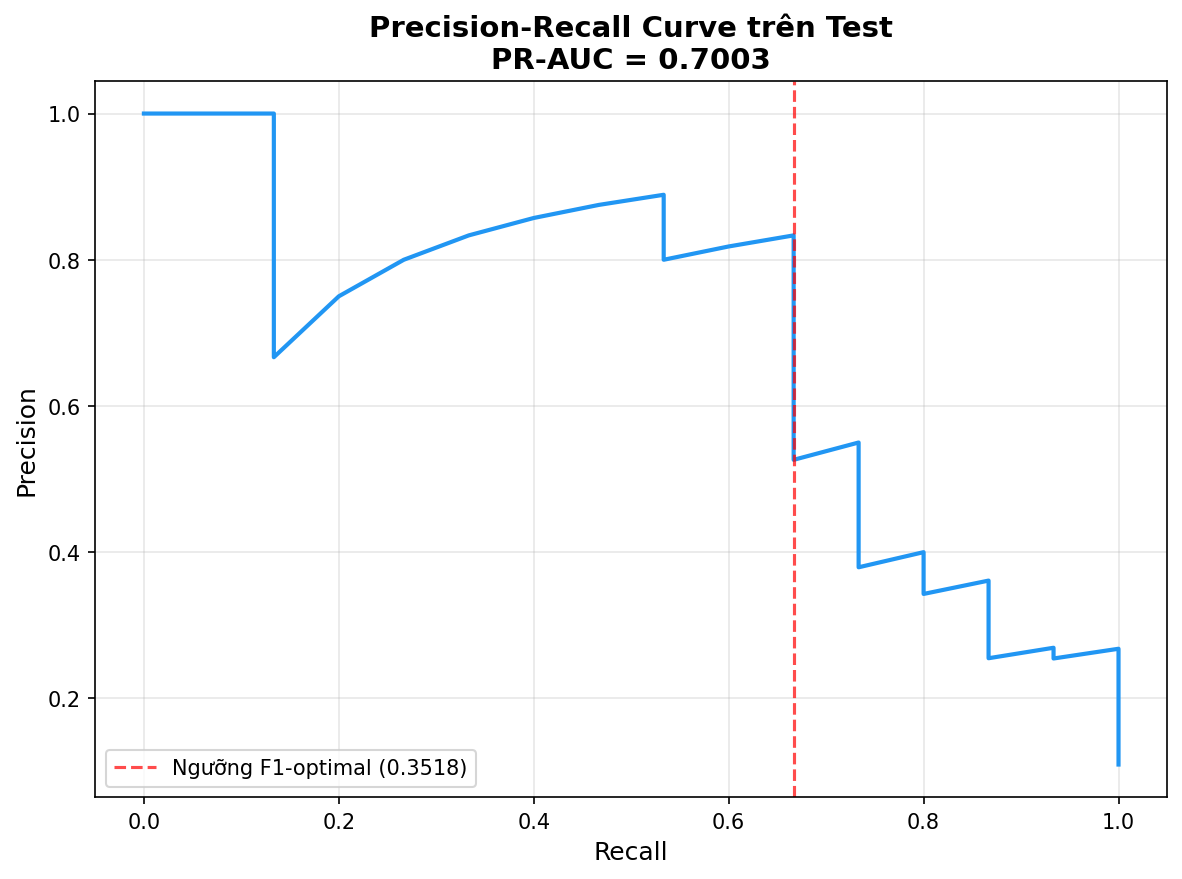 Precision-Recall Curve trên Test
PR-AUC = 0.7003
1.0
0.8
0.6
0.4
0.2
Precision
Ngưỡng F1-optimal (0.3518)
0.0
0.2
0.4
0.6
0.8
1.0
Recall